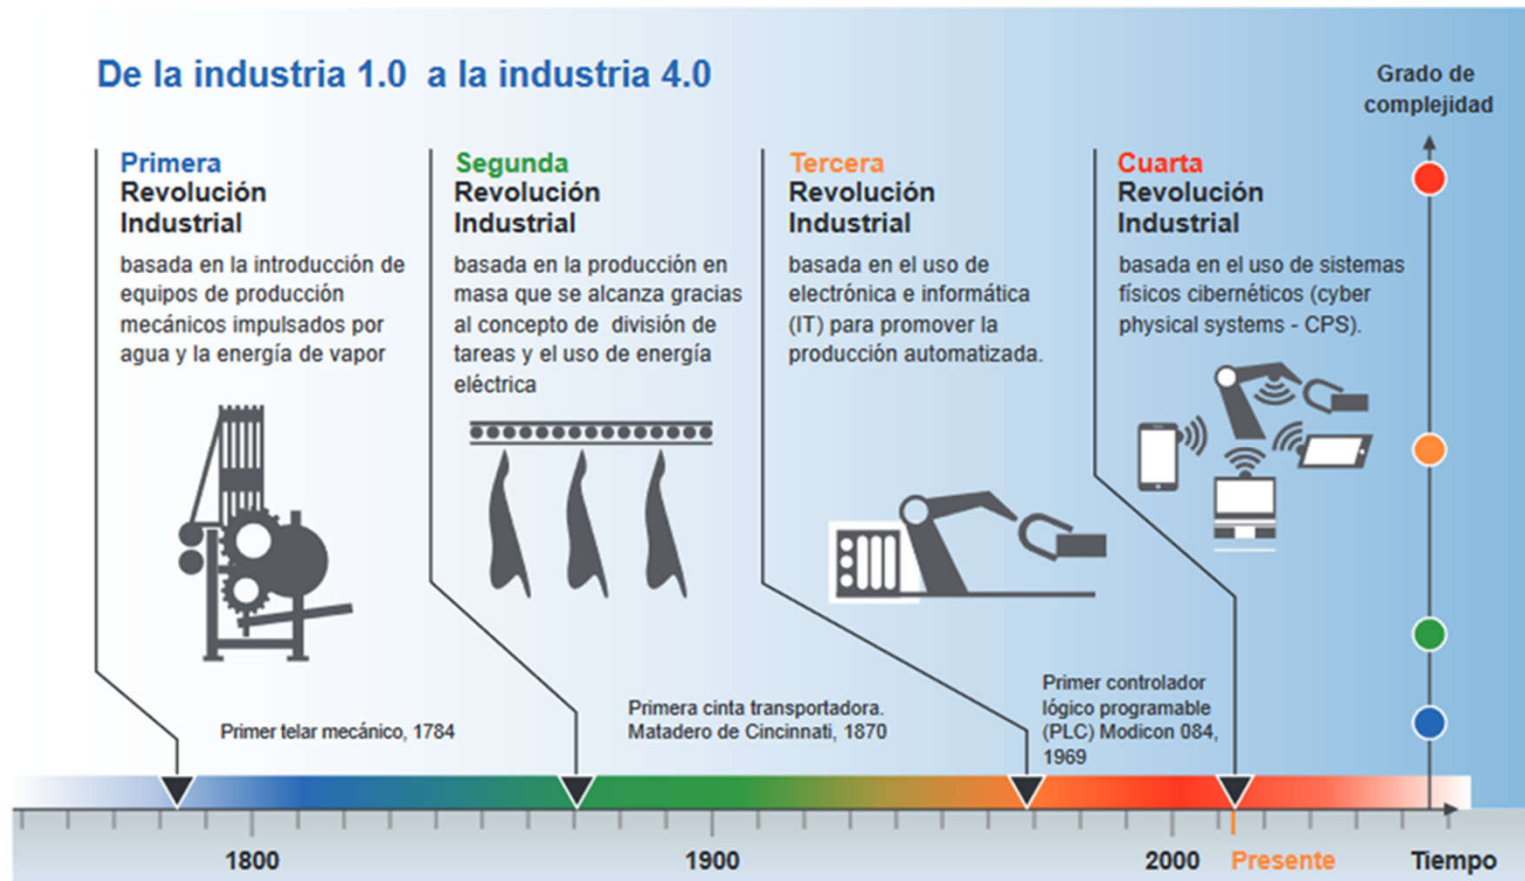 De la industria 1.0 a la industria 4.0
Grado de
complejidad
Primera
Revolución
Industrial
basada en la introducción de
equipos de producción
mecánicos impulsados por
agua y la energía de vapor
Segunda
Revolución
Industrial
basada en la producción en
masa que se alcanza gracias
al concepto de división de
tareas y el uso de energía
eléctrica
Tercera
Revolución
Industrial
basada en el uso de
electrónica e informática
(IT) para promover la
producción automatizada.
Cuarta
Revolución
Industrial
basada en el uso de sistemas
físicos cibernéticos (cyber
physical systems - CPS).
Primer telar mecánico, 1784
Primera cinta transportadora.
Matadero de Cincinnati, 1870
Primer controlador
lógico programable
(PLC) Modicon 084,
1969
1800
1900
2000
Presente
Tiempo